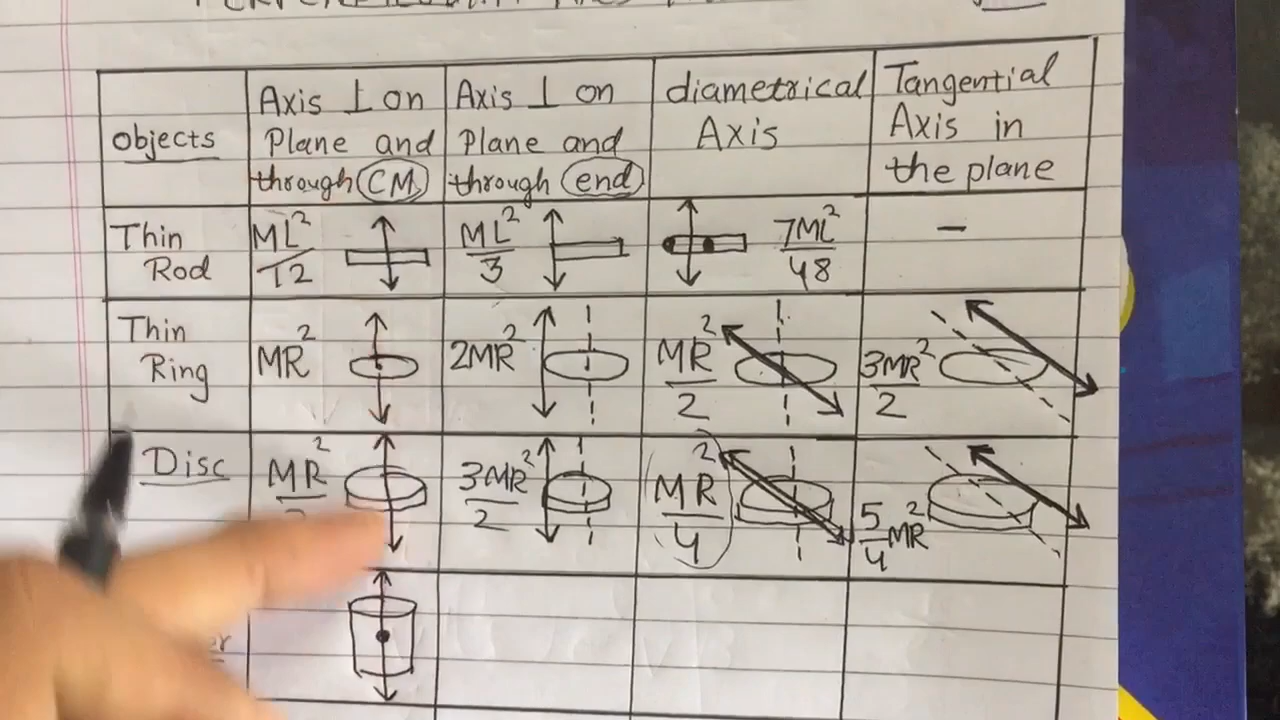 objects
Axis ⊥ on
Plane and
through CM
Axis ⊥ on
Plane and
through end
diametrical
Axis
Tangential
Axis in
the plane
Thin
Rod
ML²/12
ML²/3
7ML²/48
—
Thin
Ring
MR²
2MR²
MR²/2
3MR²/2
Disc
MR²
3MR²/2
MR²/4
5/4 MR²